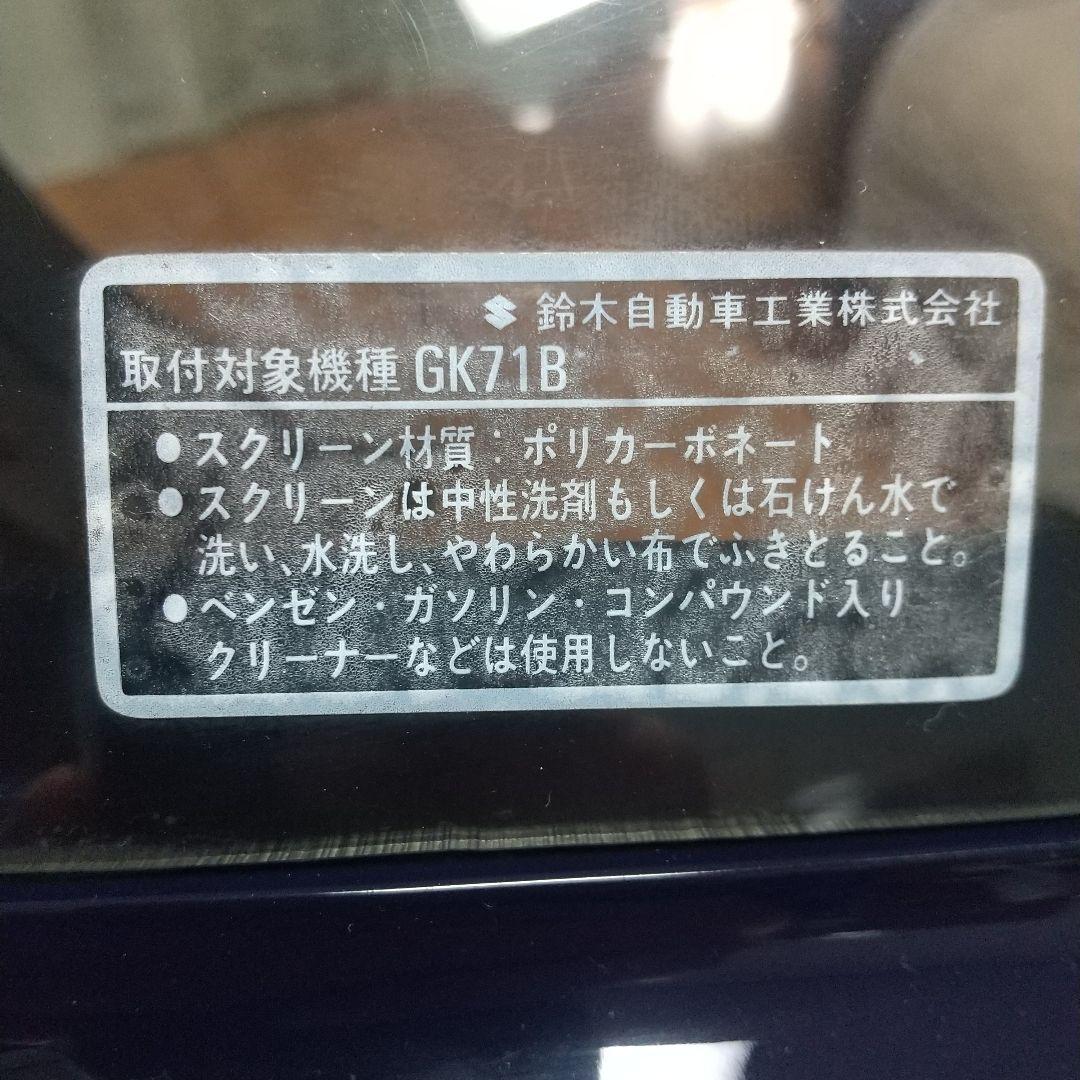 鈴木自動車工業株式会社
取付対象機種 GK71B
●スクリーン材質：ポリカーボネート
●スクリーンは中性洗剤もしくは石けん水で
洗い、水洗し、やわらかい布でふきとること。
●ベンゼン・ガソリン・コンパウンド入り
クリーナーなどは使用しないこと。